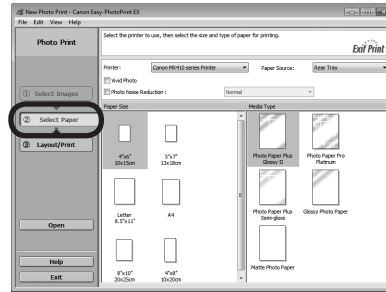 New Photo Print - Canon Easy-PhotoPrint EX
File Edit View Help
Photo Print
Select the printer to use, then select the size and type of paper for printing.
Exif Print
Printer: Canon MX410 series Printer Paper Source: Rear Tray
Vivid Photo
Photo Noise Reduction : Normal
① Select Images
② Select Paper
③ Layout/Print
Open
Help
Exit
Paper Size
4"x6"
10x15cm
5"x7"
13x18cm
Letter
8.5"x11"
A4
8"x10"
20x25cm
4"x8"
10x20cm
Media Type
Photo Paper Plus
Glossy II
Photo Paper Pro
Platinum
Photo Paper Plus
Semi-gloss
Glossy Photo Paper
Matte Photo Paper